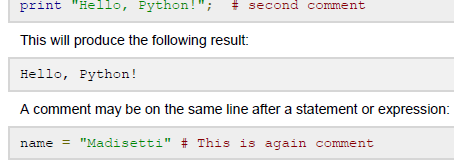 print "Hello, Python!";  # second comment
This will produce the following result:
Hello, Python!
A comment may be on the same line after a statement or expression:
name = "Madisetti" # This is again comment